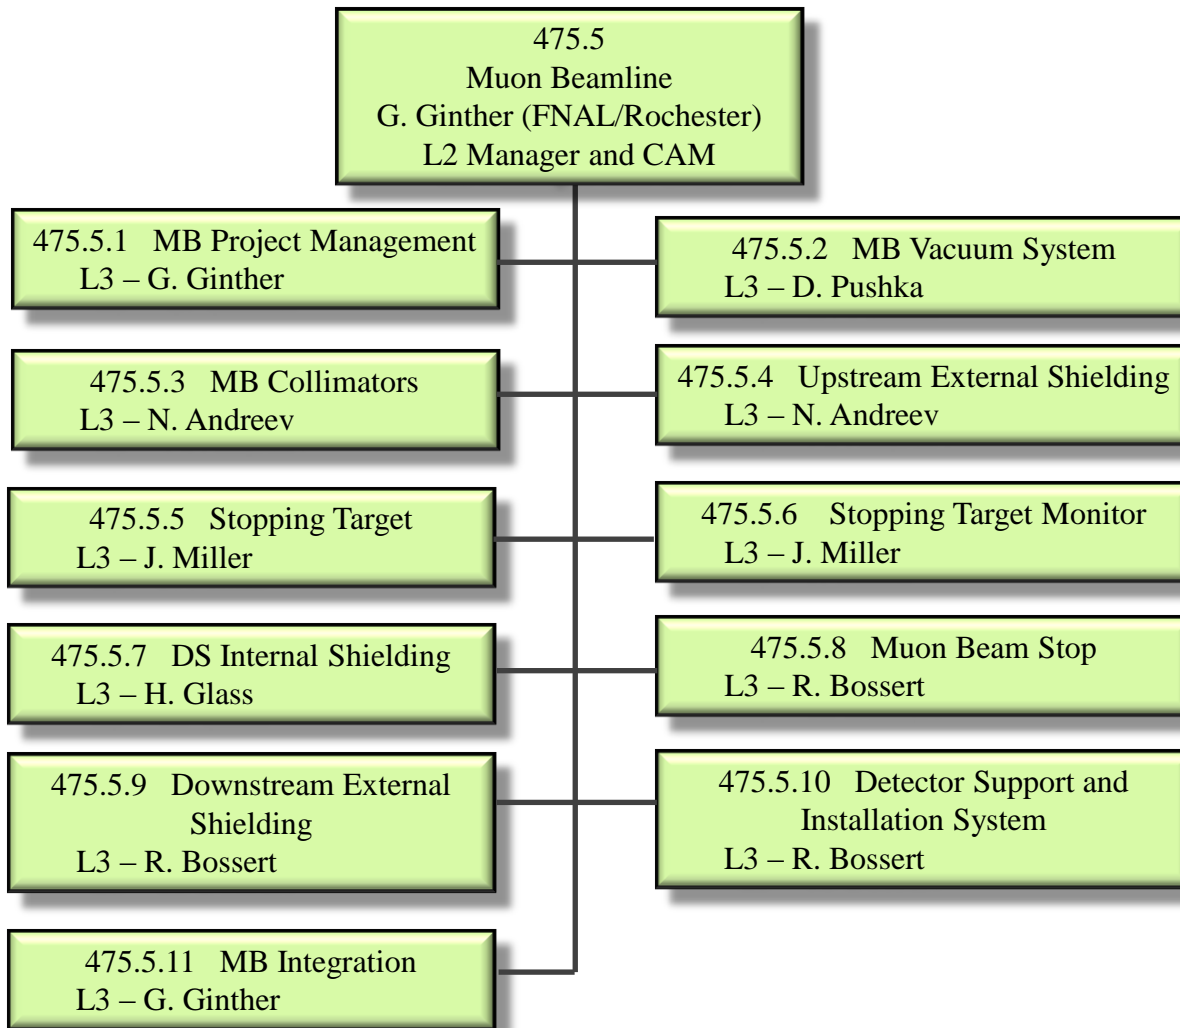 475.5
Muon Beamline
G. Ginther (FNAL/Rochester)
L2 Manager and CAM
475.5.1 MB Project Management
L3 – G. Ginther
475.5.2 MB Vacuum System
L3 – D. Pushka
475.5.3 MB Collimators
L3 – N. Andreev
475.5.4 Upstream External Shielding
L3 – N. Andreev
475.5.5 Stopping Target
L3 – J. Miller
475.5.6 Stopping Target Monitor
L3 – J. Miller
475.5.7 DS Internal Shielding
L3 – H. Glass
475.5.8 Muon Beam Stop
L3 – R. Bossert
475.5.9 Downstream External
Shielding
L3 – R. Bossert
475.5.10 Detector Support and
Installation System
L3 – R. Bossert
475.5.11 MB Integration
L3 – G. Ginther